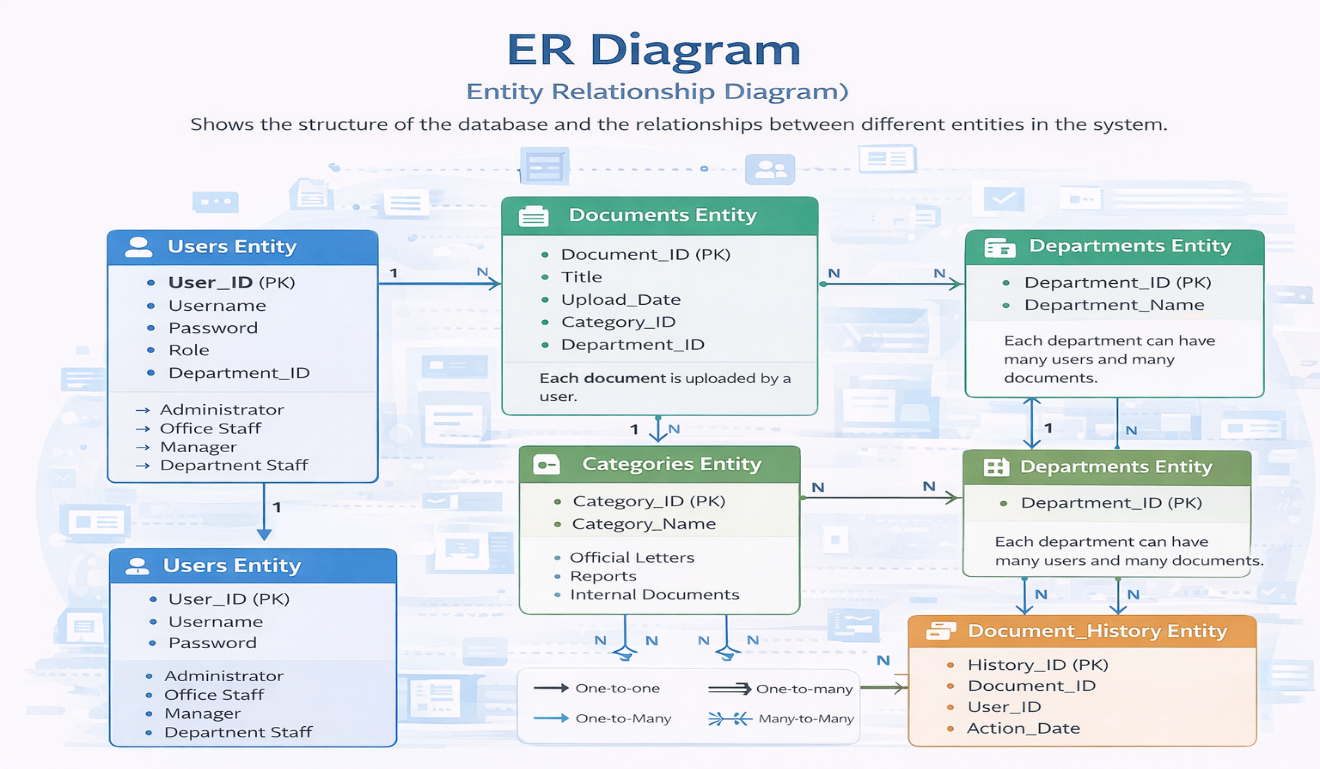 ER Diagram
Entity Relationship Diagram)
Shows the structure of the database and the relationships between different entities in the system.
Users Entity
User_ID (PK)
Username
Password
Role
Department_ID
→ Administrator
→ Office Staff
→ Manager
→ Departnent Staff
1
N
Documents Entity
Document_ID (PK)
Title
Upload_Date
Category_ID
Department_ID
Each document is uploaded by a
user.
N
N
Departments Entity
Department_ID (PK)
Department_Name
Each department can have
many users and many
documents.
1
N
1
N
1
Users Entity
User_ID (PK)
Username
Password
Administrator
Office Staff
Manager
Departnent Staff
Categories Entity
Category_ID (PK)
Category_Name
Official Letters
Reports
Internal Documents
N
N
Departments Entity
Department_ID (PK)
Each department can have
many users and many documents.
N
N
N
N
N
N
N
Document_History Entity
History_ID (PK)
Document_ID
User_ID
Action_Date
One-to-one
One-to-many
One-to-Many
Many-to-Many